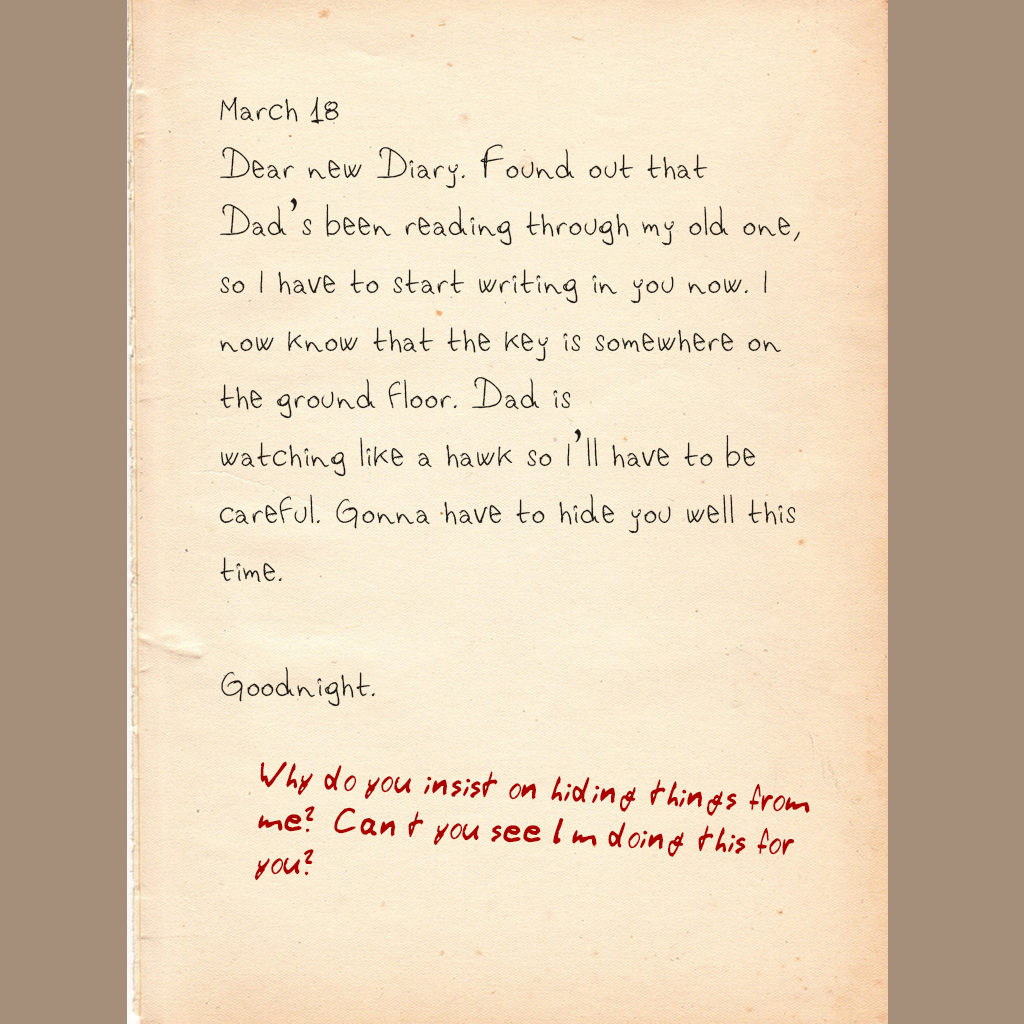 March 18
Dear new Diary. Found out that
Dad's been reading through my old one,
so I have to start writing in you now. I
now know that the key is somewhere on
the ground floor. Dad is
watching like a hawk so I'll have to be
careful. Gonna have to hide you well this
time.
Goodnight.
Why do you insist on hiding things from
me? Can t you see I m doing this for
you?